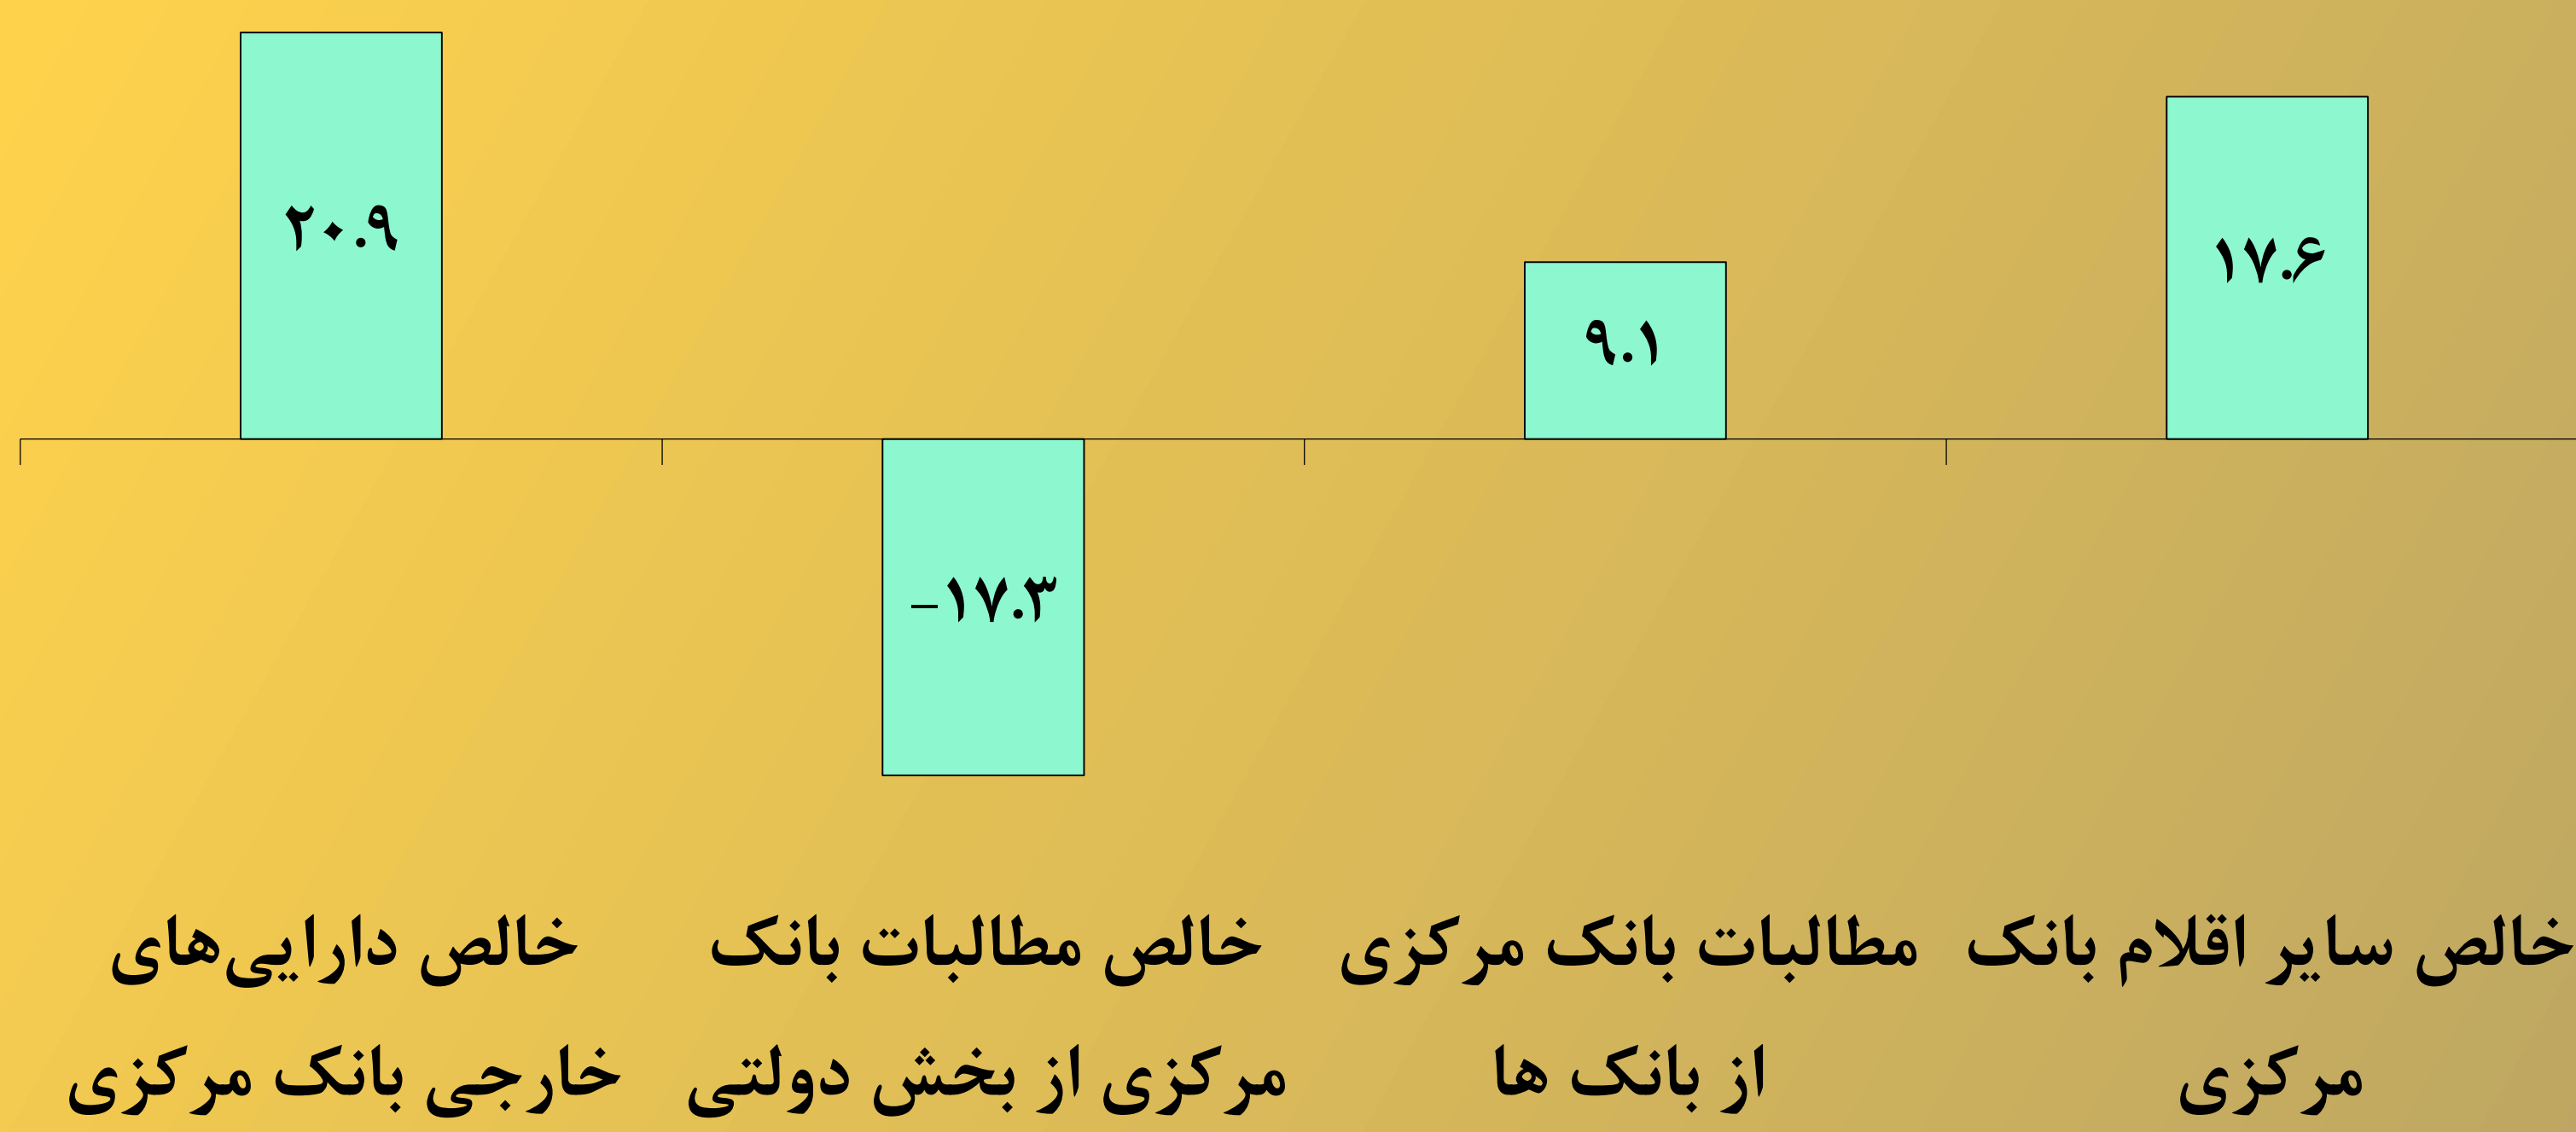 ۲۰.۹
-۱۷.۳
۹.۱
۱۷.۶
خالص دارایی‌های
خارجی بانک مرکزی
خالص مطالبات بانک
مرکزی از بخش دولتی
مطالبات بانک مرکزی
از بانک ها
خالص سایر اقلام بانک
مرکزی